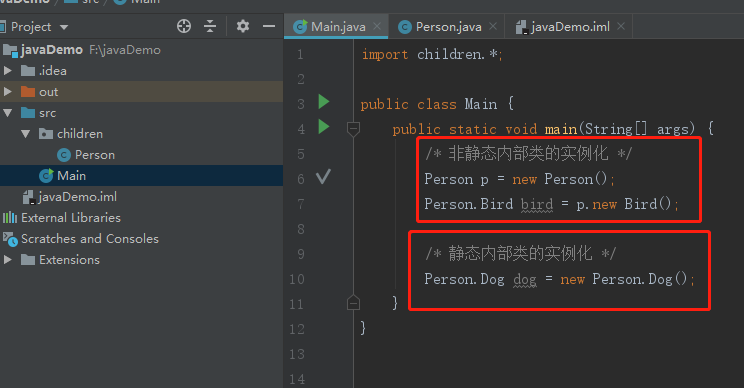 src Main
Project
javaDemo F:\javaDemo
.idea
out
src
children
Person
Main
javaDemo.iml
External Libraries
Scratches and Consoles
Extensions
Main.java
Person.java
javaDemo.iml
1 import children.*;
2
3 public class Main {
4 public static void main(String[] args) {
5 /* 非静态内部类的实例化 */
6 Person p = new Person();
7 Person.Bird bird = p.new Bird();
8
9 /* 静态内部类的实例化 */
10 Person.Dog dog = new Person.Dog();
11 }
12 }
13
14